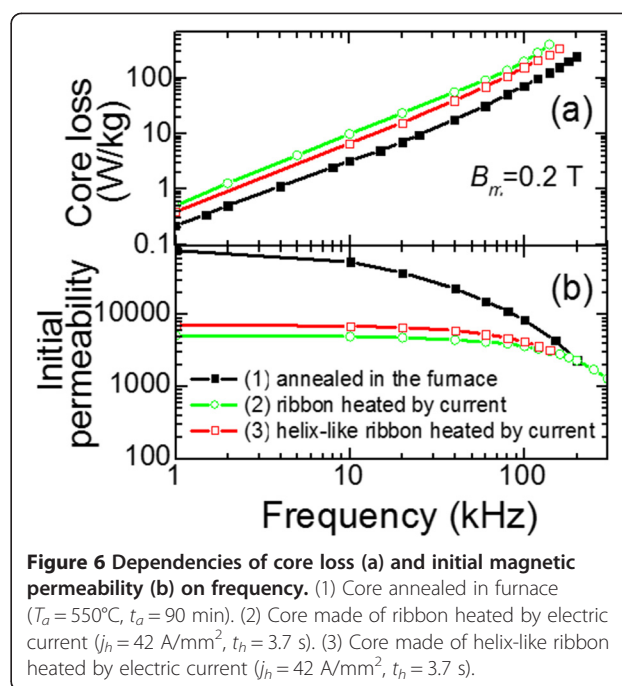 Core loss
(W/kg)
100
10
1
0.1
(a)
Bm=0.2 T
Initial
permeability
10000
1000
100
(b)
(1) annealed in the furnace
(2) ribbon heated by current
(3) helix-like ribbon heated by current
1 10 100
Frequency (kHz)
Figure 6 Dependencies of core loss (a) and initial magnetic
permeability (b) on frequency. (1) Core annealed in furnace
(Ta = 550°C, ta = 90 min). (2) Core made of ribbon heated by electric
current (jh = 42 A/mm², th = 3.7 s). (3) Core made of helix-like ribbon
heated by electric current (jh = 42 A/mm², th = 3.7 s).